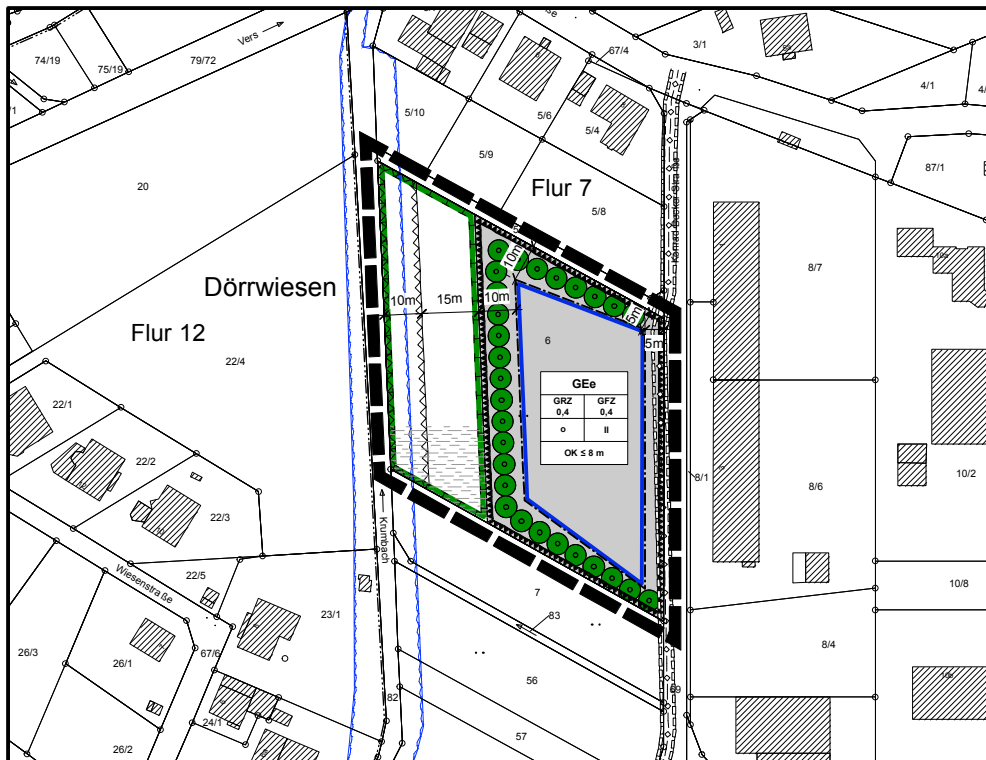 74/19
75/19
79/72
Vers
67/4
3/1
4/1
5/10
5/6
5/4
5/9
5/8
87/1
20
Flur 7
Dörrwiesen
Flur 12
22/4
8/7
10m
10m
15m
10m
5m
5m
6
GEe
GRZ
0,4
GFZ
0,4
o
II
OK ≤ 8 m
22/1
22/2
22/3
22/5
8/1
8/6
10/2
10/8
Krumbach
Wiesenstraße
23/1
7
83
8/4
26/3
26/1
67/6
56
69
82
24/1
57
26/2